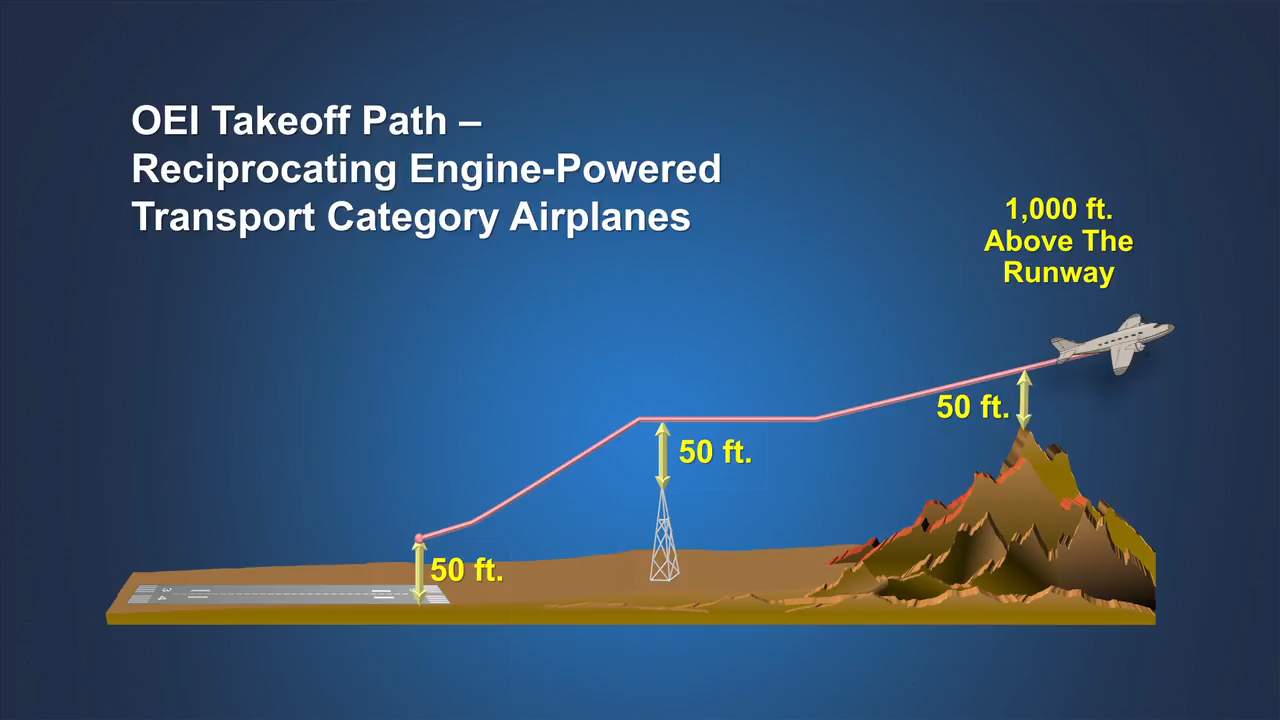 OEI Takeoff Path –
Reciprocating Engine-Powered
Transport Category Airplanes
1,000 ft.
Above The
Runway
50 ft.
50 ft.
50 ft.
34